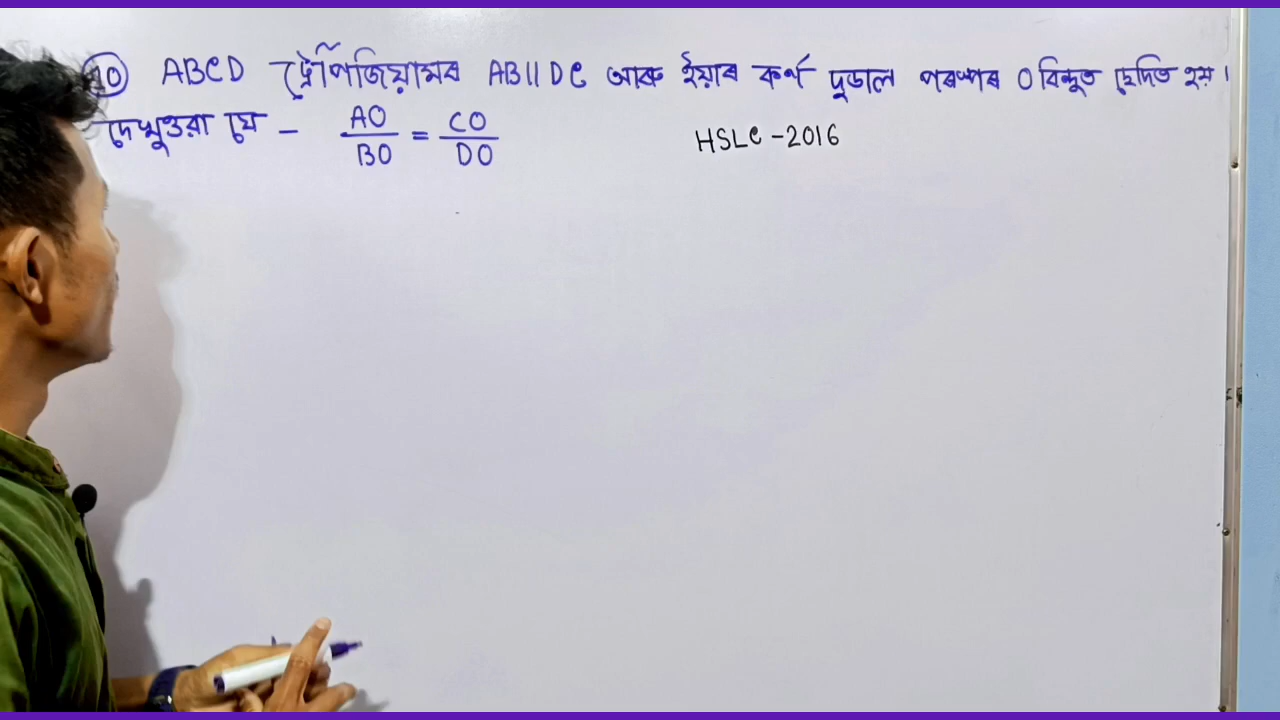 10 ABCD ট্ৰেপিজিয়ামৰ AB||DC আৰু ইয়াৰ কৰ্ণ দুডাল পৰস্পৰ O বিন্দুত ছেদিত হয়।
দেখুওৱা যে – AO/BO = CO/DO HSLC-2016